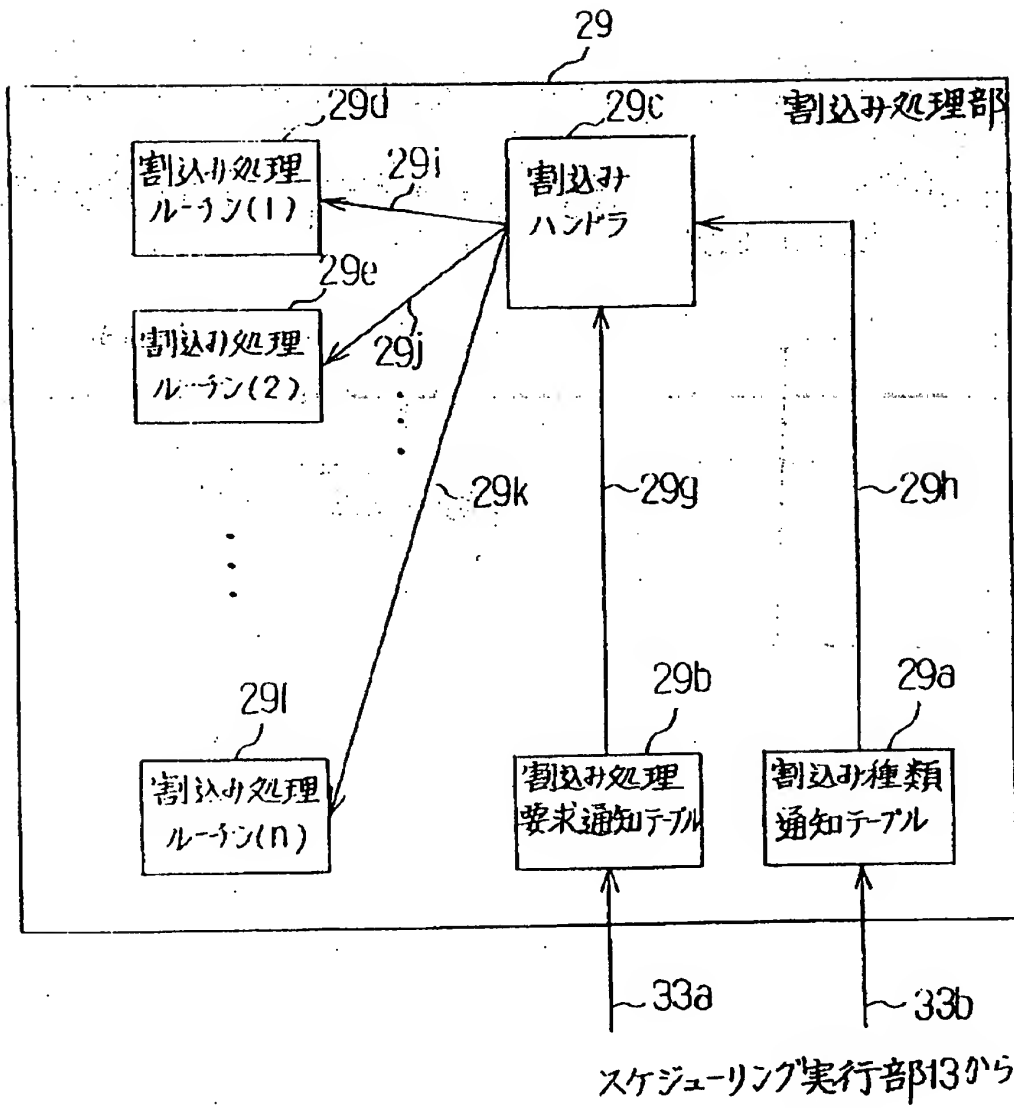 29
割込み処理部
29d
割込み処理
ルーチン(1)
29i
29c
割込み
ハンドラ
29e
割込み処理
ルーチン(2)
29j
29k
29g
29h
29l
割込み処理
ルーチン(n)
29b
割込み処理
要求通知テーブル
29a
割込み種類
通知テーブル
33a
33b
スケジューリング実行部13から